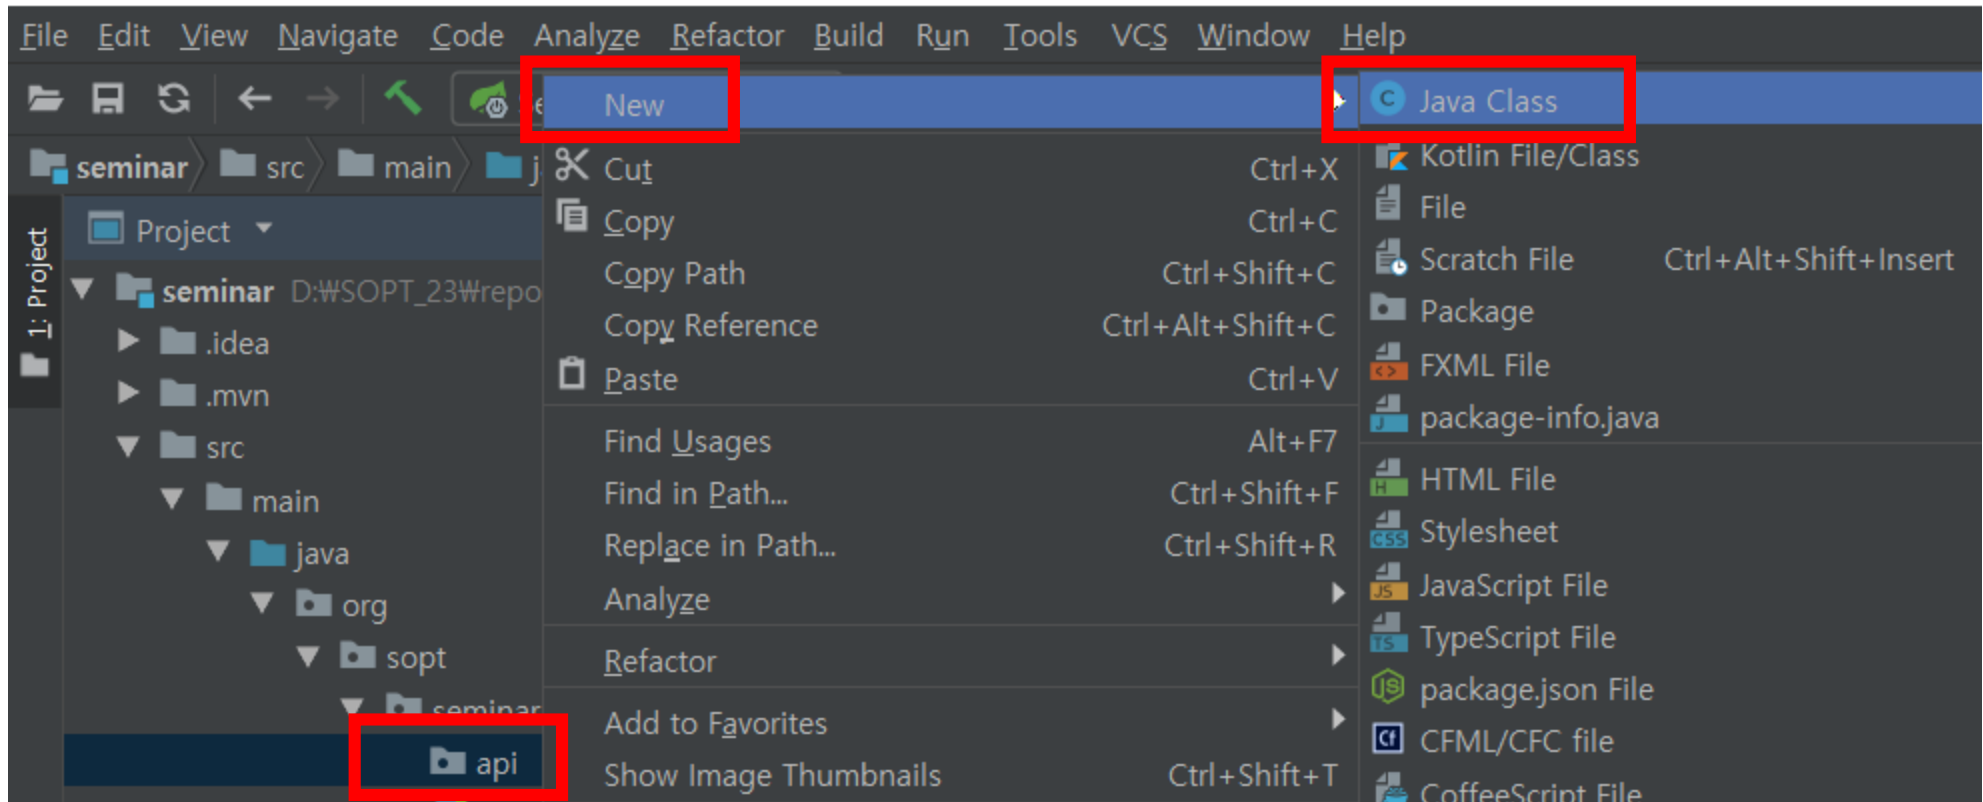 File Edit View Navigate Code Analyze Refactor Build Run Tools VCS Window Help
seminar src main j
1: Project
Project
seminar D:₩SOPT_23₩repo
.idea
.mvn
src
main
java
org
sopt
seminar
api
New
Cut Ctrl+X
Copy Ctrl+C
Copy Path Ctrl+Shift+C
Copy Reference Ctrl+Alt+Shift+C
Paste Ctrl+V
Find Usages Alt+F7
Find in Path... Ctrl+Shift+F
Replace in Path... Ctrl+Shift+R
Analyze
Refactor
Add to Favorites
Show Image Thumbnails Ctrl+Shift+T
Java Class
Kotlin File/Class
File
Scratch File Ctrl+Alt+Shift+Insert
Package
FXML File
package-info.java
HTML File
Stylesheet
JavaScript File
TypeScript File
package.json File
CFML/CFC file
CoffeeScript File